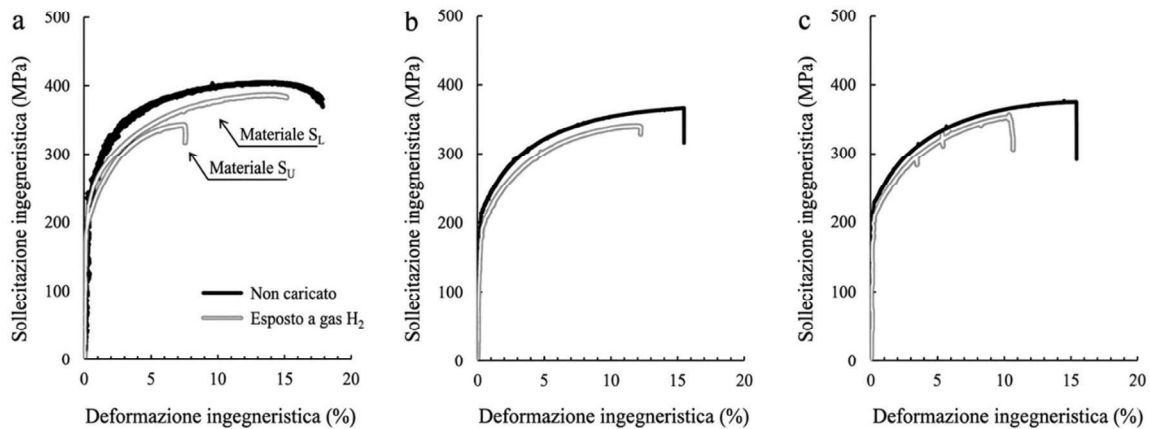 a
500
400
300
200
100
0
Sollecitazione ingegneristica (MPa)
Materiale S_L
Materiale S_U
Non caricato
Esposto a gas H₂
0 5 10 15 20
Deformazione ingegneristica (%)
b
500
400
300
200
100
0
Sollecitazione ingegneristica (MPa)
0 5 10 15 20
Deformazione ingegneristica (%)
c
500
400
300
200
100
0
Sollecitazione ingegneristica (MPa)
0 5 10 15 20
Deformazione ingegneristica (%)